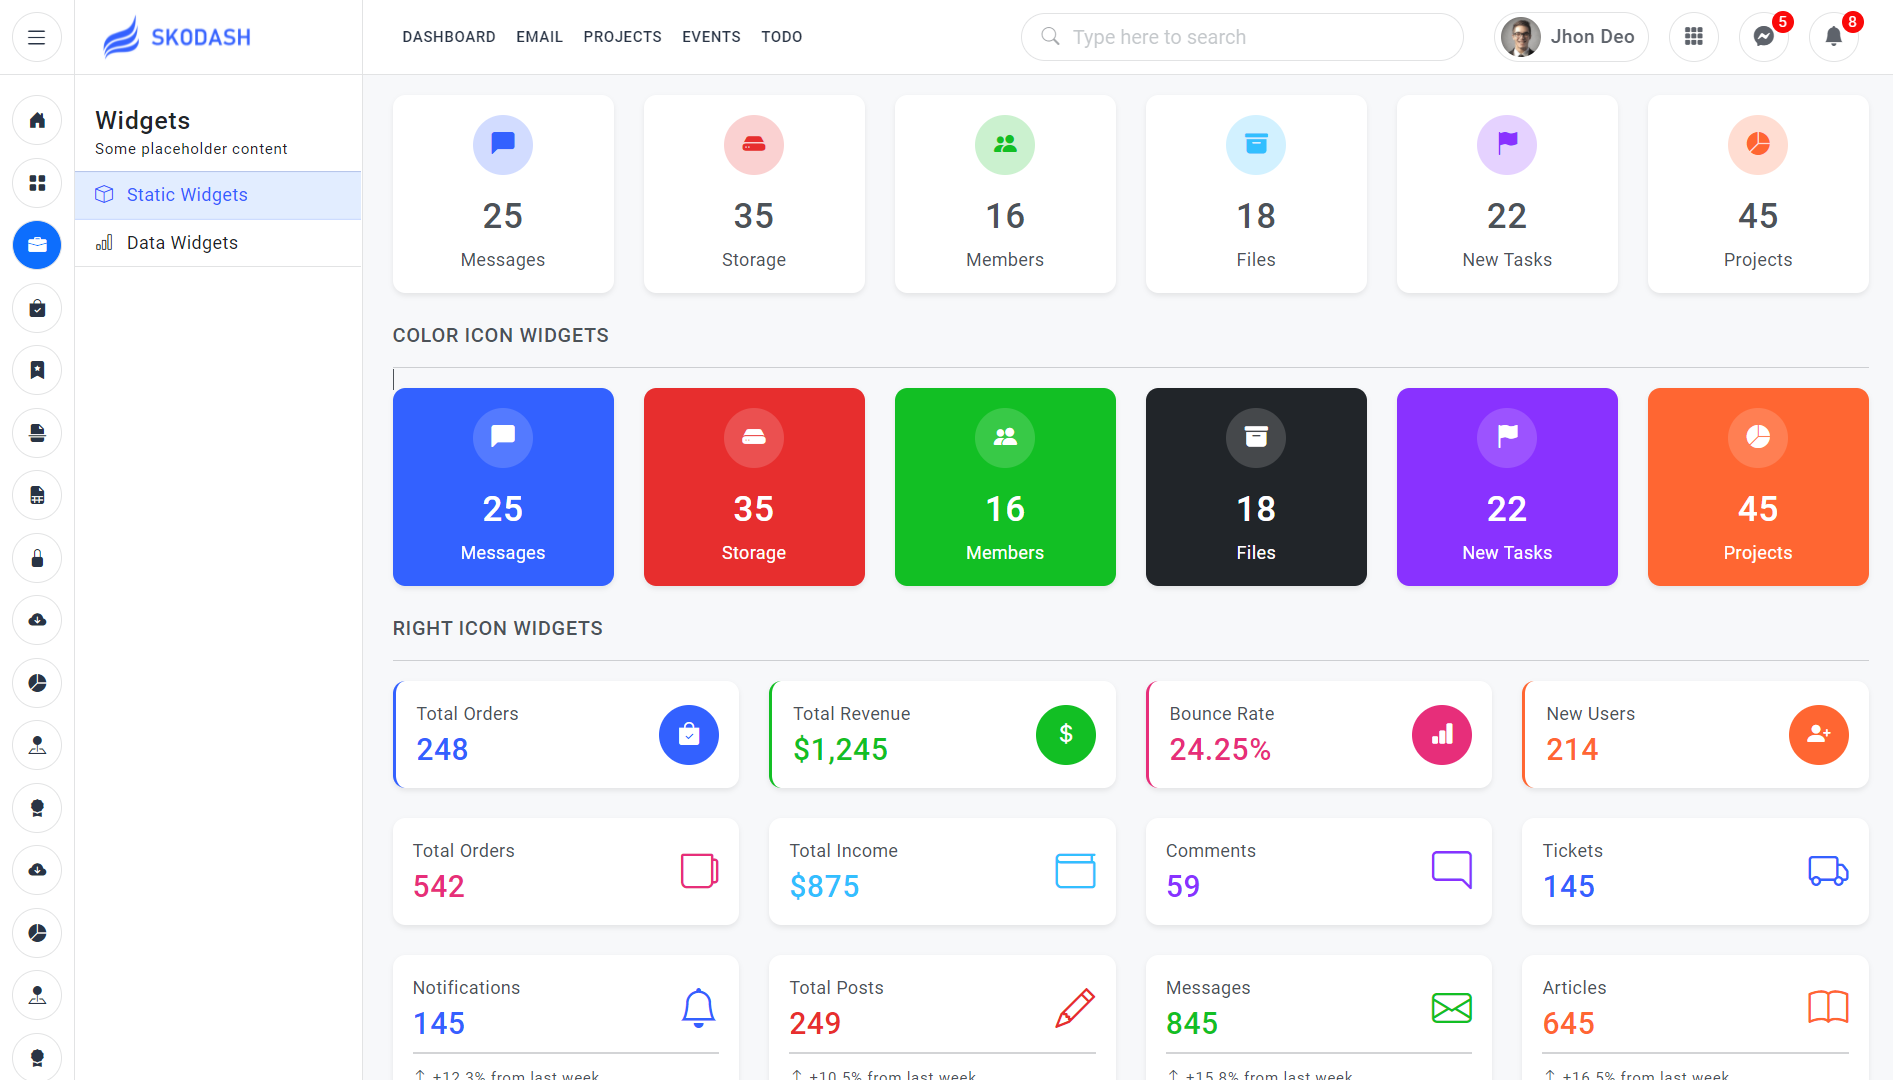 SKODASH
DASHBOARD EMAIL PROJECTS EVENTS TODO
Type here to search
Jhon Deo
5
8
Widgets
Some placeholder content
Static Widgets
Data Widgets
25
Messages
35
Storage
16
Members
18
Files
22
New Tasks
45
Projects
COLOR ICON WIDGETS
25
Messages
35
Storage
16
Members
18
Files
22
New Tasks
45
Projects
RIGHT ICON WIDGETS
Total Orders
248
Total Revenue
$1,245
$
Bounce Rate
24.25%
New Users
214
Total Orders
542
Total Income
$875
Comments
59
Tickets
145
Notifications
145
+12.3% from last week
Total Posts
249
+10.5% from last week
Messages
845
+15.8% from last week
Articles
645
+16.5% from last week